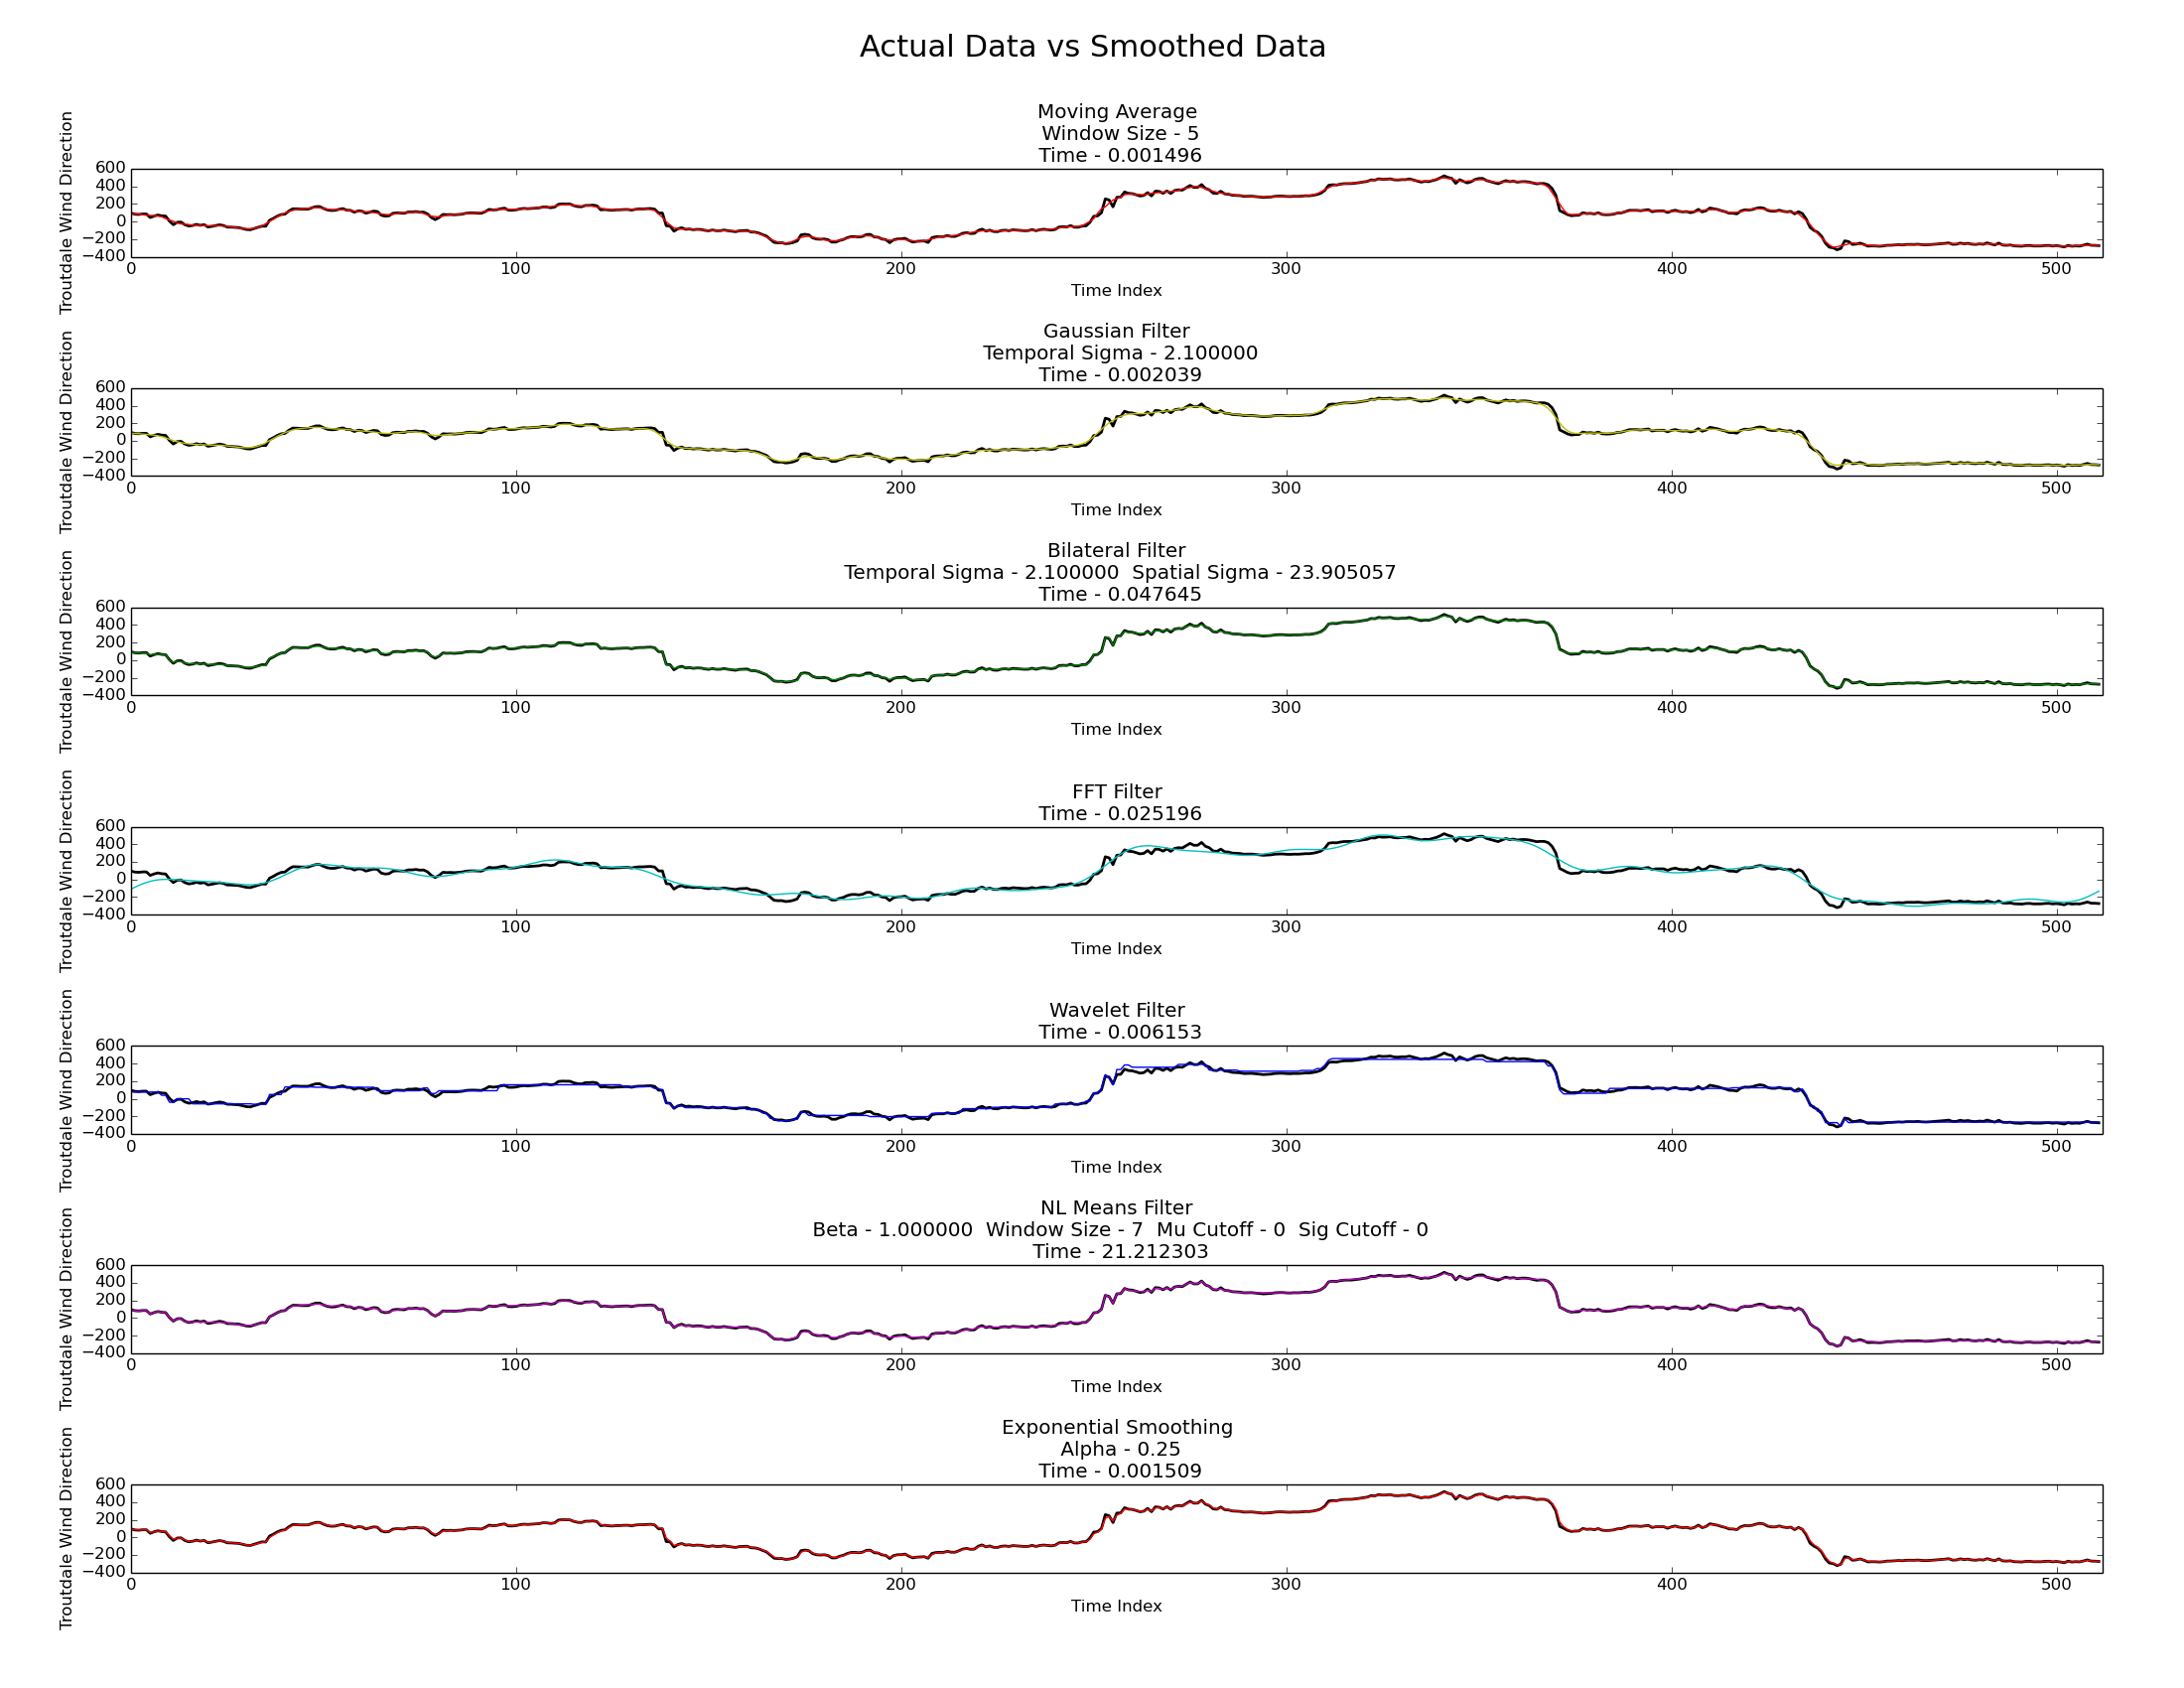 Actual Data vs Smoothed Data
Moving Average
Window Size - 5
Time - 0.001496
Troutdale Wind Direction
600
400
200
0
−200
−400
0 100 200 300 400 500
Time Index
Gaussian Filter
Temporal Sigma - 2.100000
Time - 0.002039
Troutdale Wind Direction
600
400
200
0
−200
−400
0 100 200 300 400 500
Time Index
Bilateral Filter
Temporal Sigma - 2.100000  Spatial Sigma - 23.905057
Time - 0.047645
Troutdale Wind Direction
600
400
200
0
−200
−400
0 100 200 300 400 500
Time Index
FFT Filter
Time - 0.025196
Troutdale Wind Direction
600
400
200
0
−200
−400
0 100 200 300 400 500
Time Index
Wavelet Filter
Time - 0.006153
Troutdale Wind Direction
600
400
200
0
−200
−400
0 100 200 300 400 500
Time Index
NL Means Filter
Beta - 1.000000  Window Size - 7  Mu Cutoff - 0  Sig Cutoff - 0
Time - 21.212303
Troutdale Wind Direction
600
400
200
0
−200
−400
0 100 200 300 400 500
Time Index
Exponential Smoothing
Alpha - 0.25
Time - 0.001509
Troutdale Wind Direction
600
400
200
0
−200
−400
0 100 200 300 400 500
Time Index